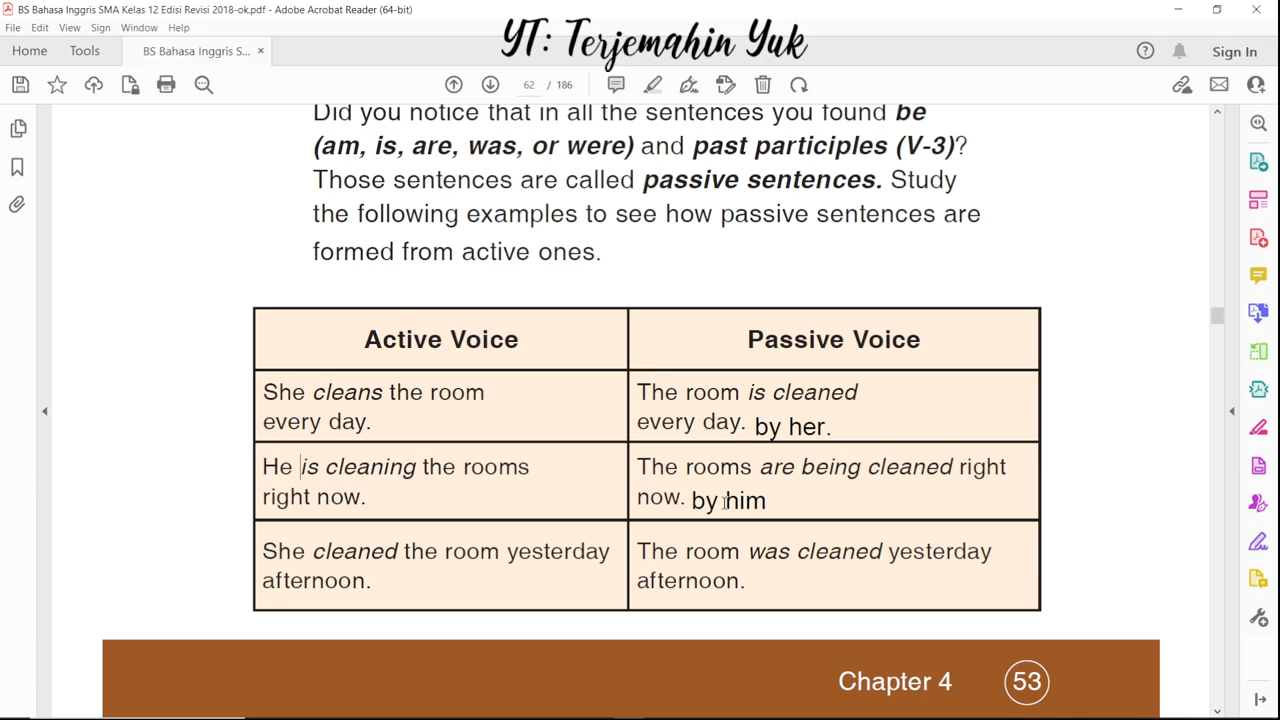 BS Bahasa Inggris SMA Kelas 12 Edisi Revisi 2018-ok.pdf - Adobe Acrobat Reader (64-bit)
File Edit View Sign Window Help
YT: Terjemahin Yuk
Home Tools BS Bahasa Inggris S... × Sign In
62 / 186
Did you notice that in all the sentences you found be
(am, is, are, was, or were) and past participles (V-3)?
Those sentences are called passive sentences. Study
the following examples to see how passive sentences are
formed from active ones.
Active Voice
Passive Voice
She cleans the room
every day.
The room is cleaned
every day. by her.
He is cleaning the rooms
right now.
The rooms are being cleaned right
now. by him
She cleaned the room yesterday
afternoon.
The room was cleaned yesterday
afternoon.
Chapter 4 53